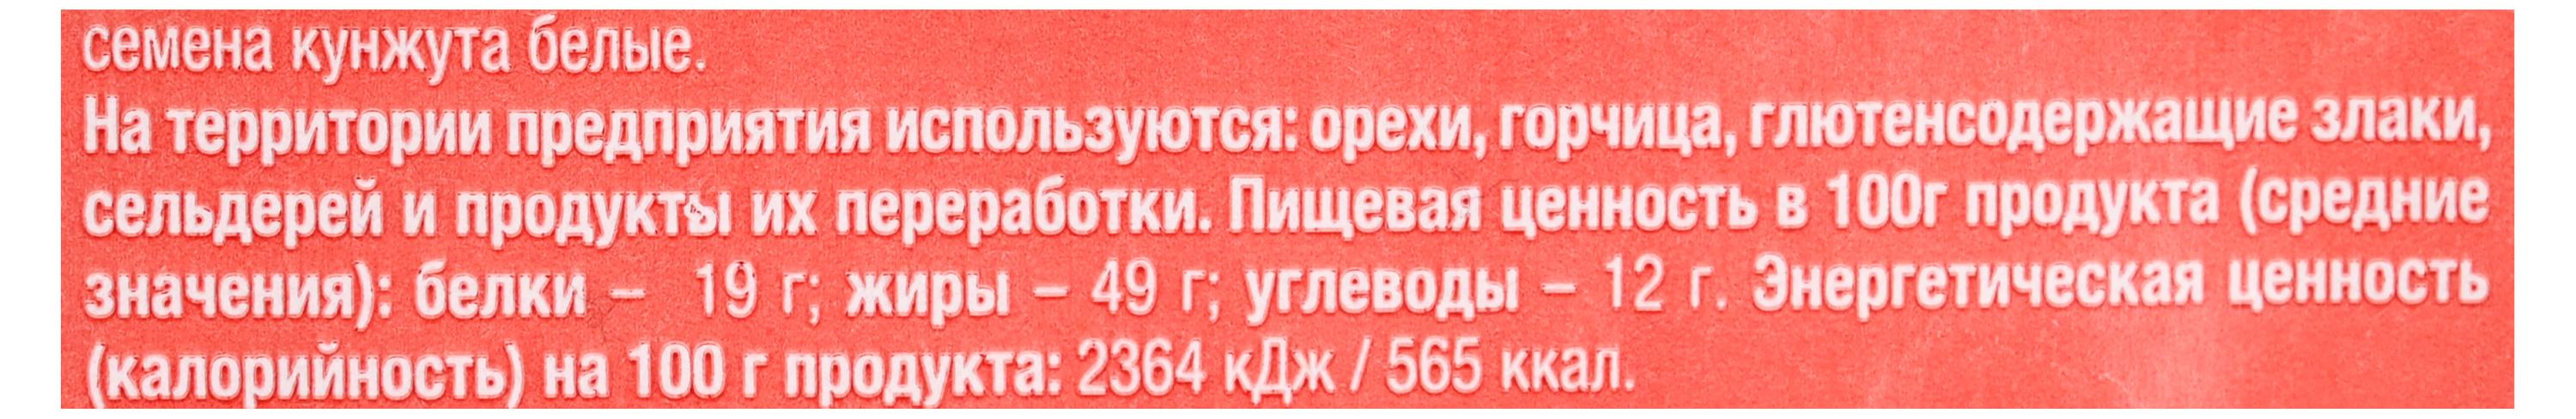 семена кунжута белые.
На территории предприятия используются: орехи, горчица, глютенсодержащие злаки,
сельдерей и продукты их переработки. Пищевая ценность в 100г продукта (средние
значения): белки – 19 г; жиры – 49 г; углеводы – 12 г. Энергетическая ценность
(калорийность) на 100 г продукта: 2364 кДж / 565 ккал.